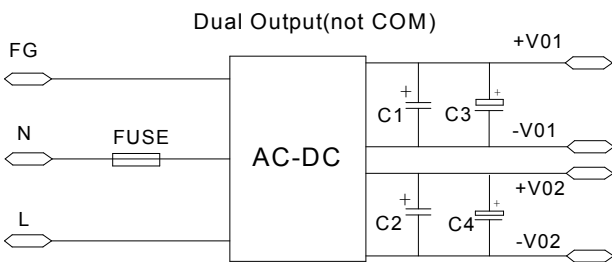 Dual Output(not COM)
FG
+V01
C1
C3
N
FUSE
AC-DC
-V01
+V02
L
C2
C4
-V02